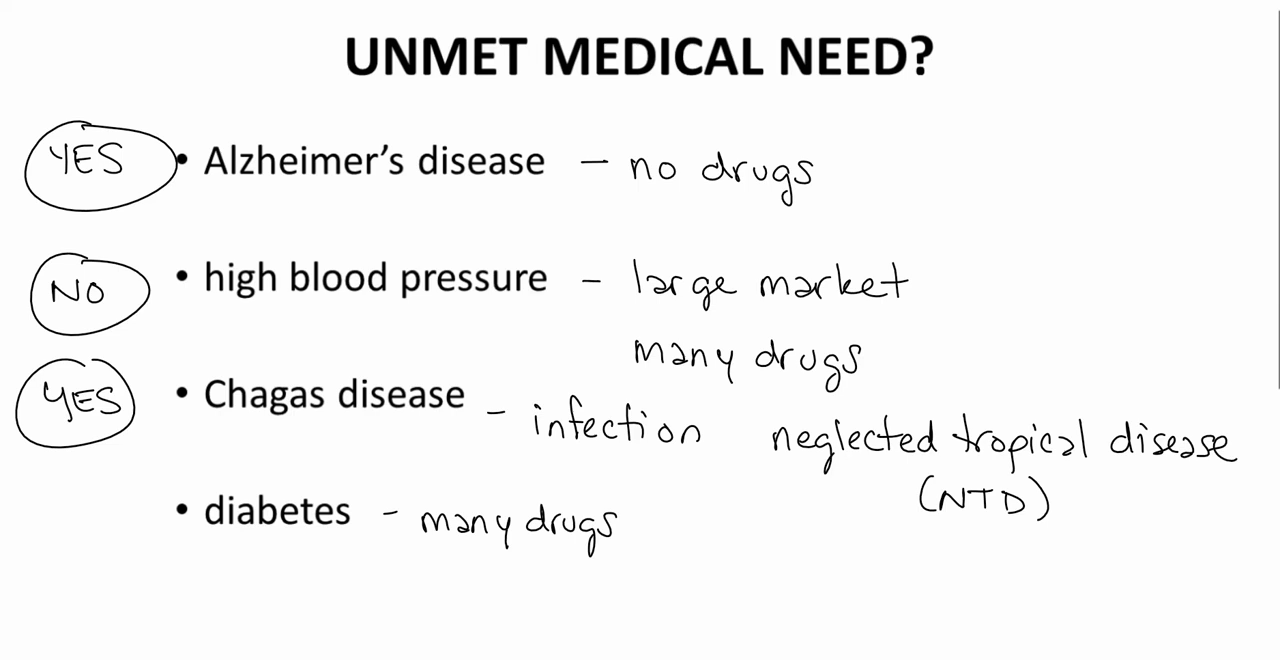 UNMET MEDICAL NEED?
YES • Alzheimer's disease – no drugs
NO • high blood pressure – large market
many drugs
YES • Chagas disease – infection neglected tropical disease
(NTD)
• diabetes – many drugs